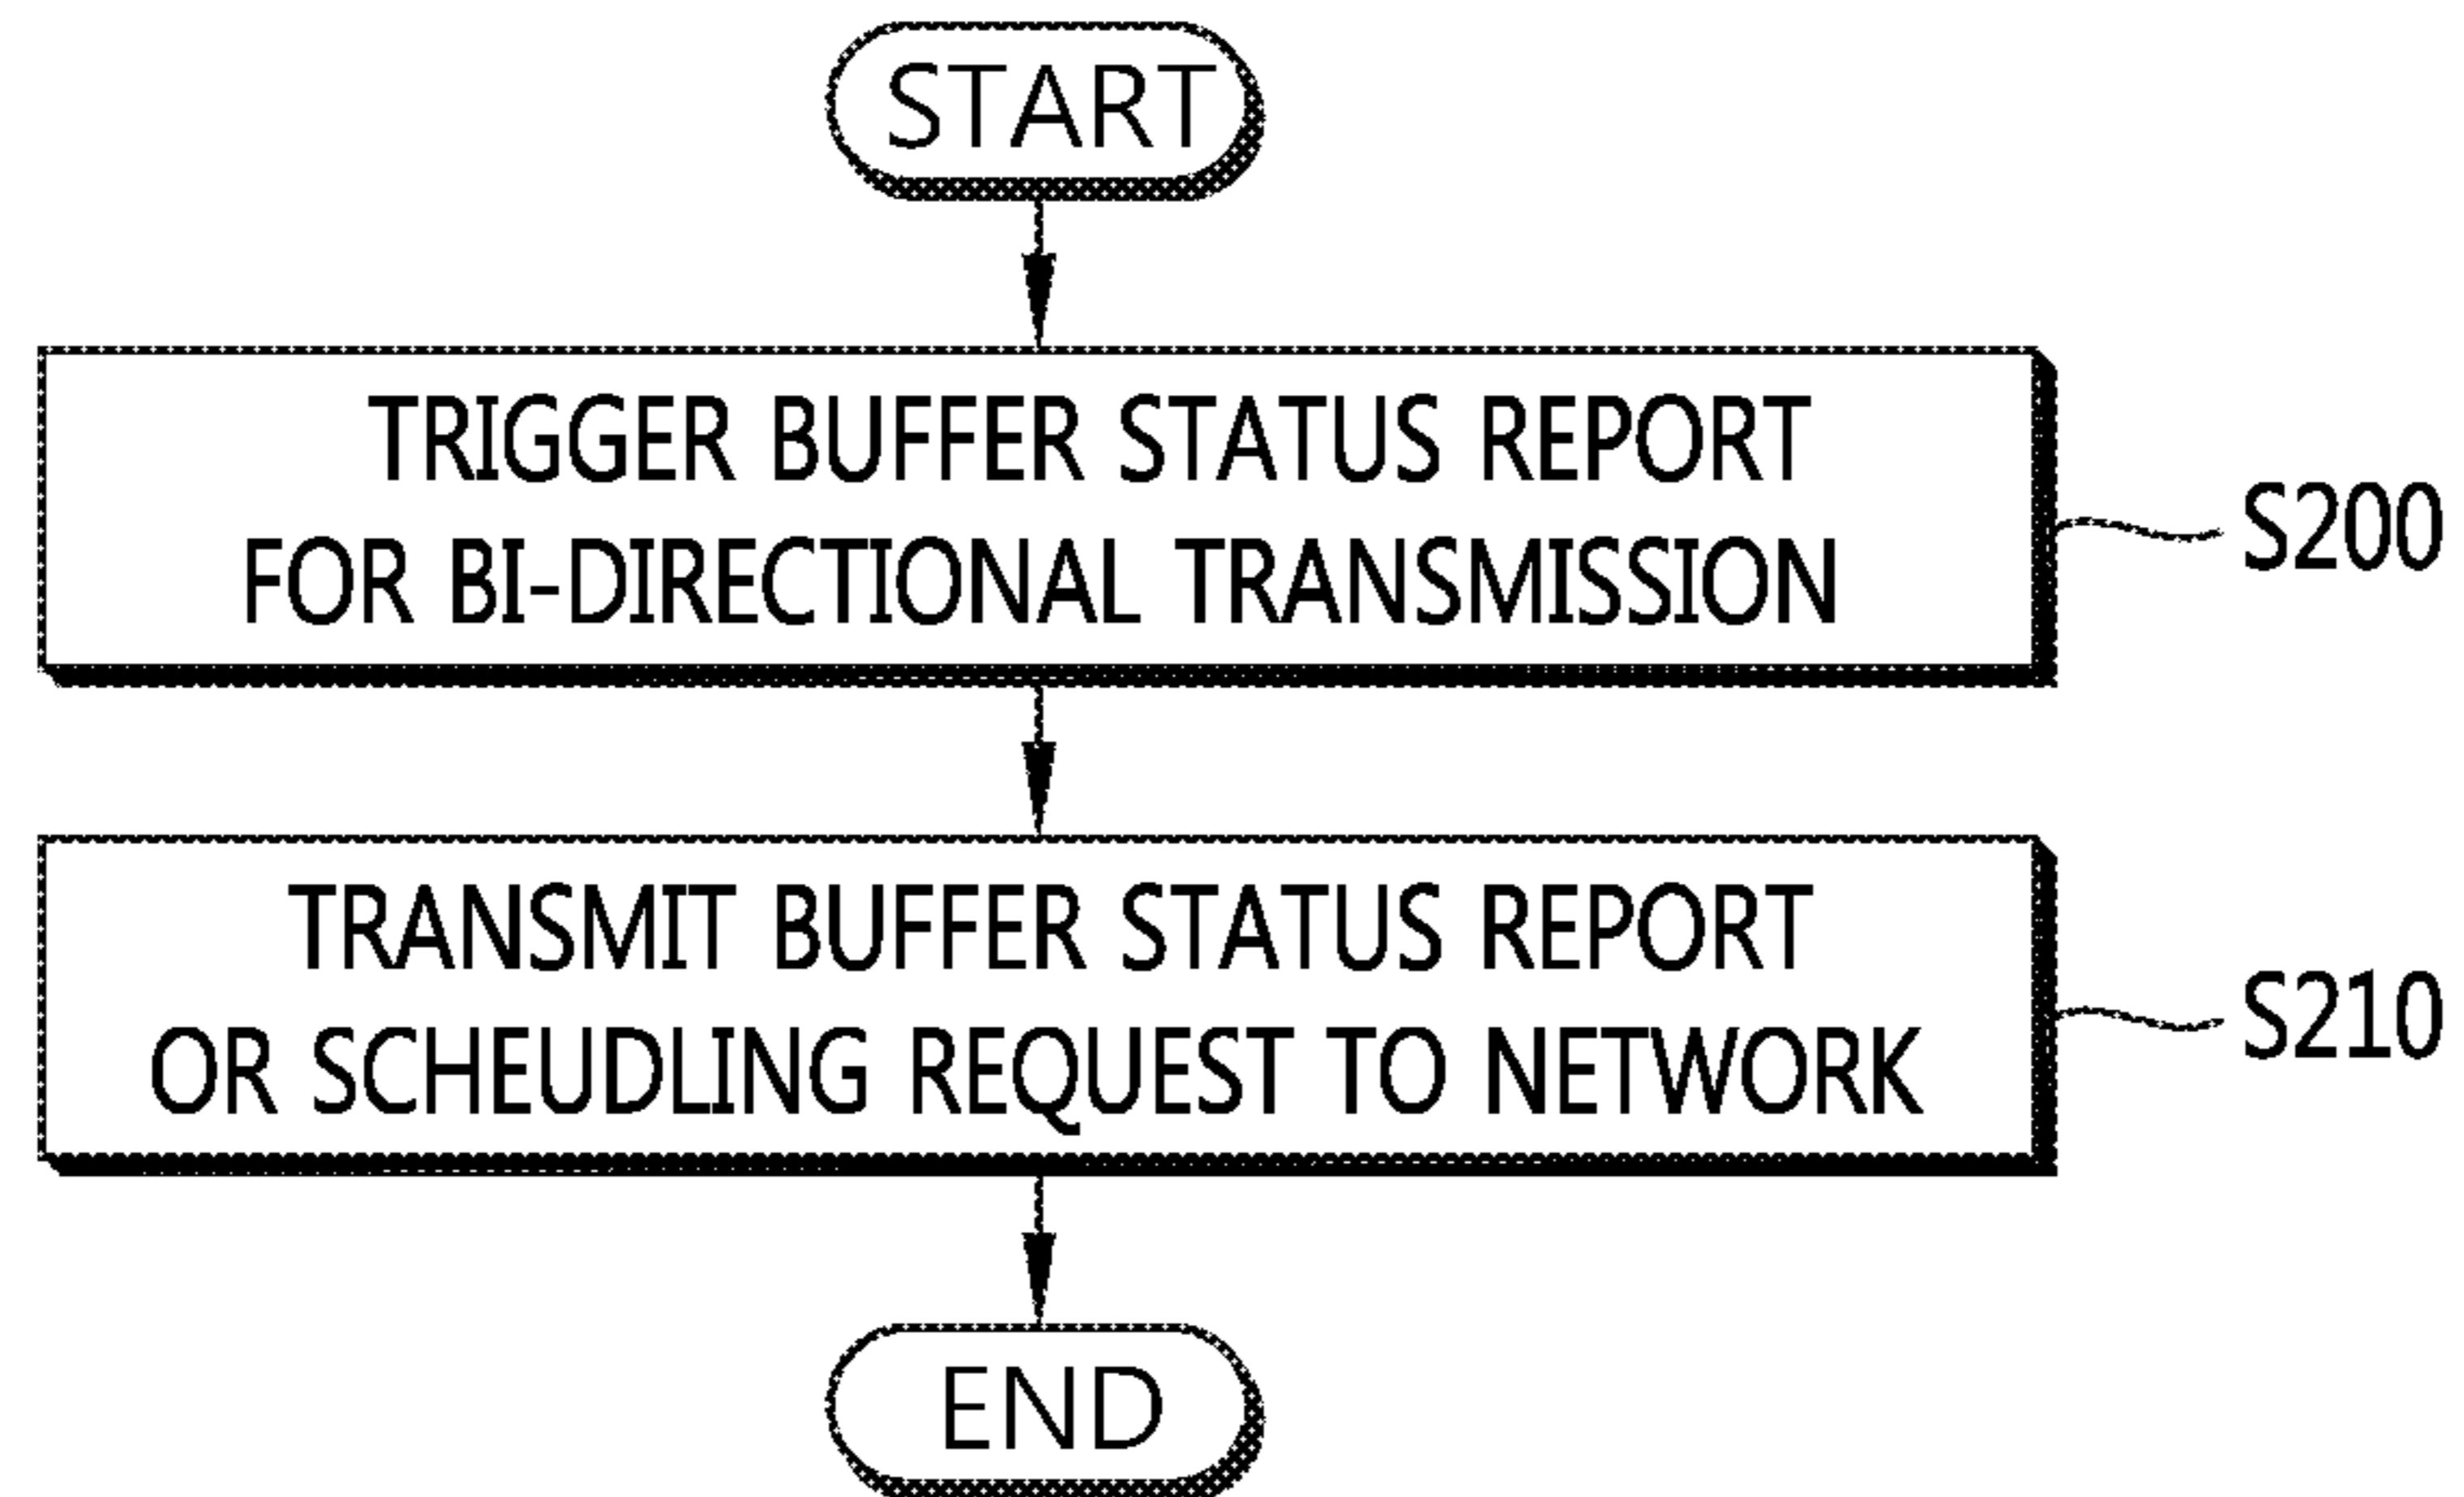 START
TRIGGER BUFFER STATUS REPORT
FOR BI-DIRECTIONAL TRANSMISSION
S200
TRANSMIT BUFFER STATUS REPORT
OR SCHEUDLING REQUEST TO NETWORK
S210
END